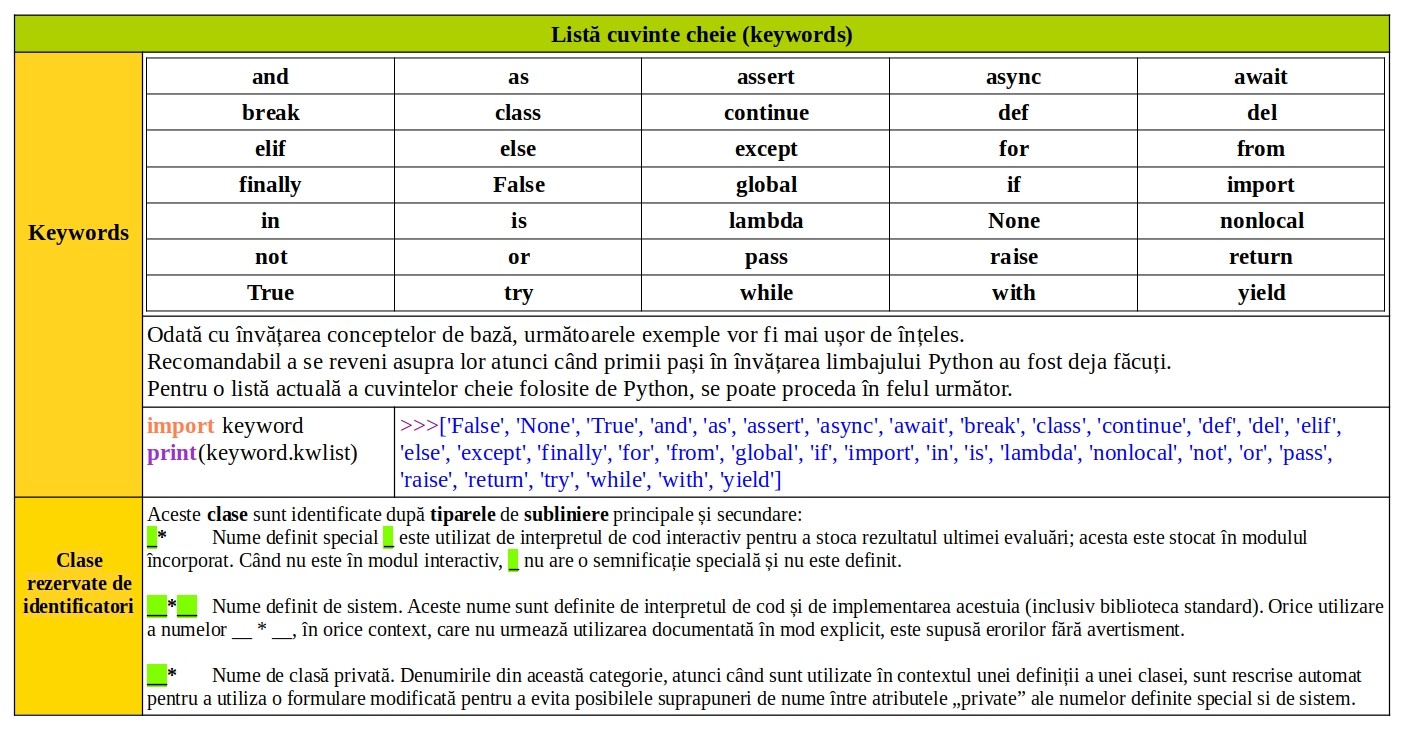 Listă cuvinte cheie (keywords)
Keywords
and as assert async await
break class continue def del
elif else except for from
finally False global if import
in is lambda None nonlocal
not or pass raise return
True try while with yield
Odată cu învățarea conceptelor de bază, următoarele exemple vor fi mai ușor de înțeles.
Recomandabil a se reveni asupra lor atunci când primii pași în învățarea limbajului Python au fost deja făcuți.
Pentru o listă actuală a cuvintelor cheie folosite de Python, se poate proceda în felul următor.
import keyword
print(keyword.kwlist)
>>>['False', 'None', 'True', 'and', 'as', 'assert', 'async', 'await', 'break', 'class', 'continue', 'def', 'del', 'elif',
'else', 'except', 'finally', 'for', 'from', 'global', 'if', 'import', 'in', 'is', 'lambda', 'nonlocal', 'not', 'or', 'pass',
'raise', 'return', 'try', 'while', 'with', 'yield']
Clase
rezervate de
identificatori
Aceste clase sunt identificate după tiparele de subliniere principale și secundare:
_* Nume definit special _ este utilizat de interpretul de cod interactiv pentru a stoca rezultatul ultimei evaluări; acesta este stocat în modulul
încorporat. Când nu este în modul interactiv, _ nu are o semnificație specială și nu este definit.
__*__ Nume definit de sistem. Aceste nume sunt definite de interpretul de cod și de implementarea acestuia (inclusiv biblioteca standard). Orice utilizare
a numelor __ * __, în orice context, care nu urmează utilizarea documentată în mod explicit, este supusă erorilor fără avertisment.
__* Nume de clasă privată. Denumirile din această categorie, atunci când sunt utilizate în contextul unei definiții a unei clasei, sunt rescrise automat
pentru a utiliza o formulare modificată pentru a evita posibilele suprapuneri de nume între atributele „private” ale numelor definite special si de sistem.